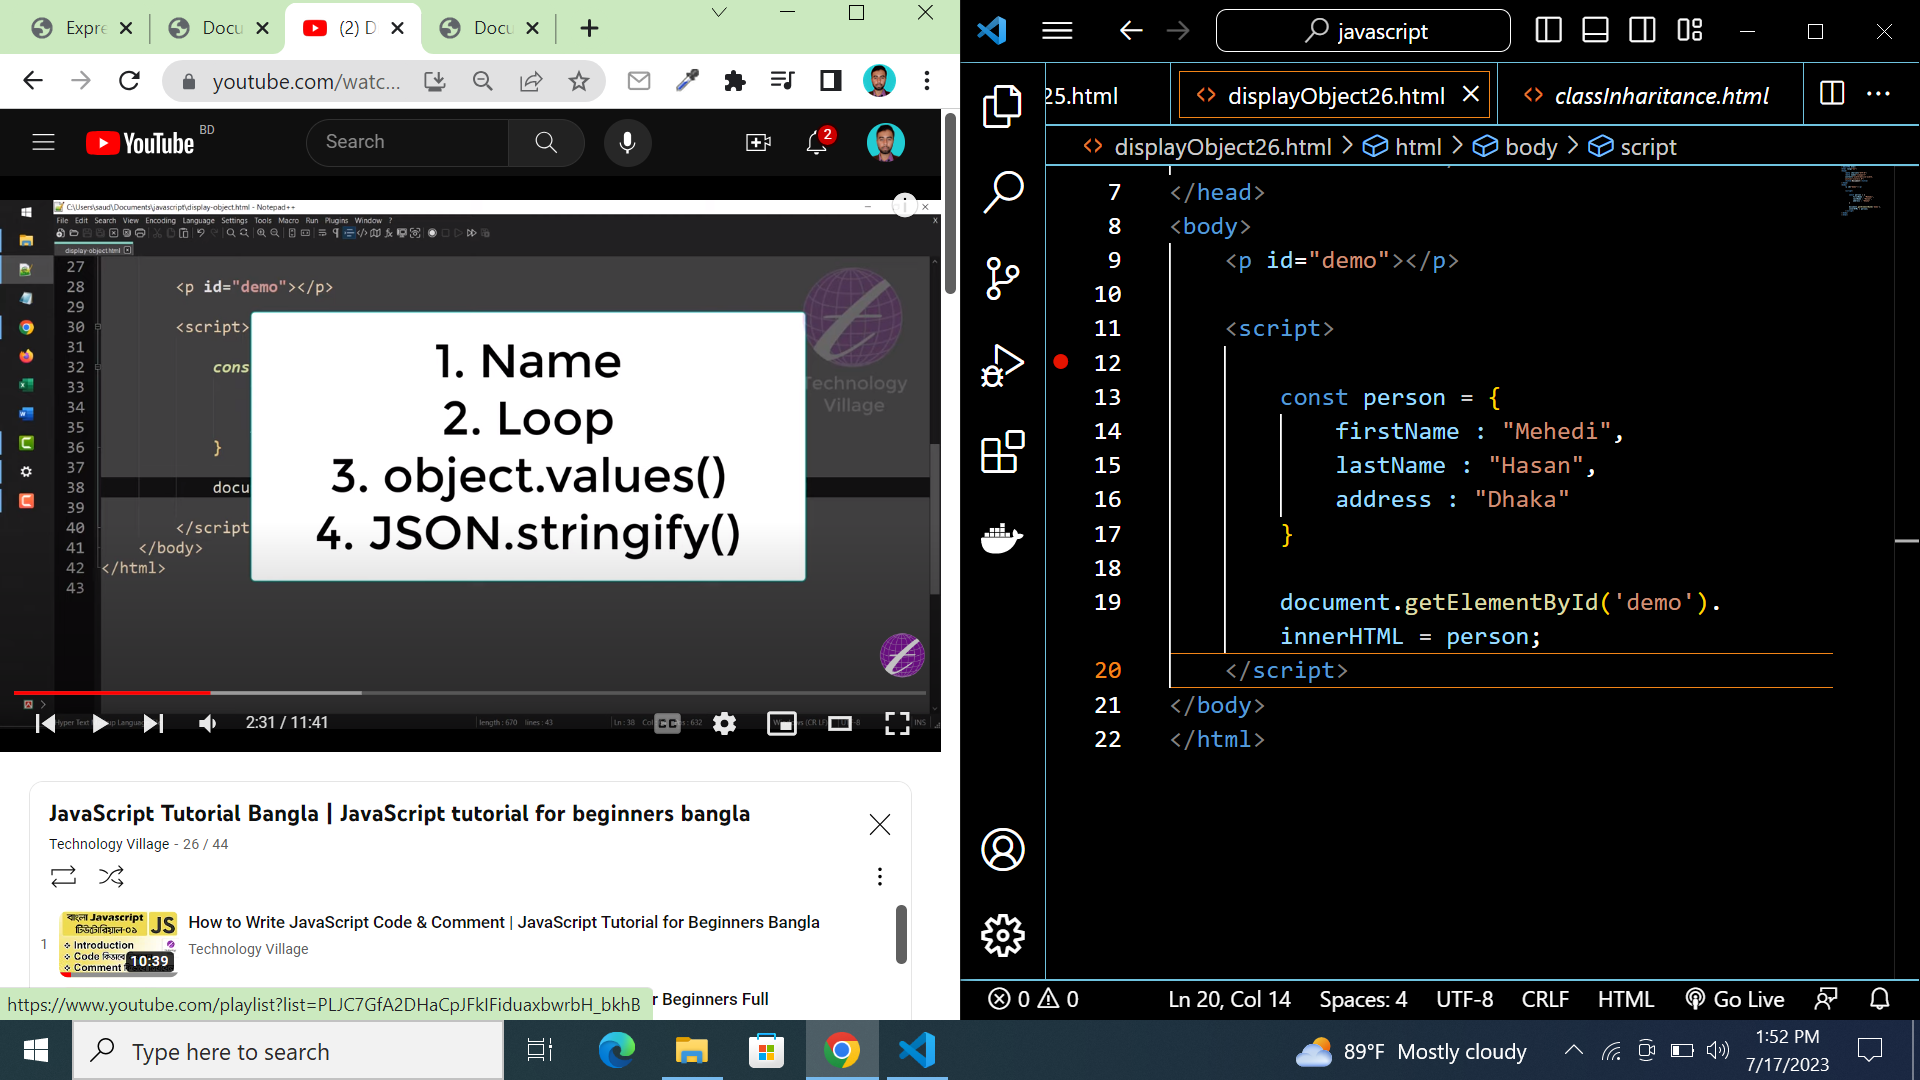 Expre
Docu
(2) D
Docu
youtube.com/watc...
YouTube BD
Search
2
C:\Users\saud\Documents\javascript\display-object.html - Notepad++
File Edit Search View Encoding Language Settings Tools Macro Run Plugins Window ?
display-object.html
27
28 <p id="demo"></p>
29
30 <script>
31
32 cons
33
34
35
36 }
37
38 docu
39
40 </script
41 </body>
42 </html>
43
Technology
Village
1. Name
2. Loop
3. object.values()
4. JSON.stringify()
length : 670 lines : 43
2:31 / 11:41
CC
INS
JavaScript Tutorial Bangla | JavaScript tutorial for beginners bangla
Technology Village - 26 / 44
1
বাংলা Javascript
টিউটোরিয়াল-০১
JS
Introduction
Code কিভাবে
Comment
10:39
How to Write JavaScript Code & Comment | JavaScript Tutorial for Beginners Bangla
Technology Village
r Beginners Full
https://www.youtube.com/playlist?list=PLJC7GfA2DHaCpJFkIFiduaxbwrbH_bkhB
javascript
25.html
displayObject26.html
classInharitance.html
displayObject26.html > html > body > script
7 </head>
8 <body>
9 <p id="demo"></p>
10
11 <script>
12
13 const person = {
14 firstName : "Mehedi",
15 lastName : "Hasan",
16 address : "Dhaka"
17 }
18
19 document.getElementById('demo').
innerHTML = person;
20 </script>
21 </body>
22 </html>
0 0
Ln 20, Col 14
Spaces: 4
UTF-8
CRLF
HTML
Go Live
Type here to search
89°F Mostly cloudy
1:52 PM
7/17/2023